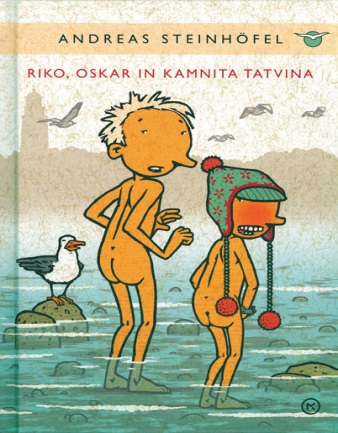 ANDREAS STEINHÖFEL
RIKO, OSKAR IN KAMNITA TATVINA